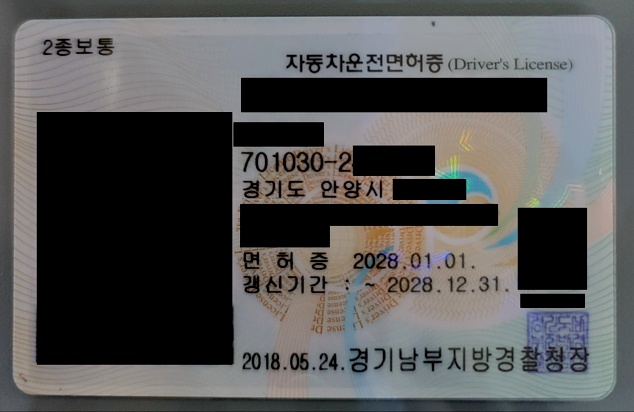 2종보통
자동차운전면허증 (Driver's License)
701030-2
경기도 안양시
면 허 증 2028.01.01.
갱신기간 : ~ 2028.12.31.
2018.05.24. 경기남부지방경찰청장